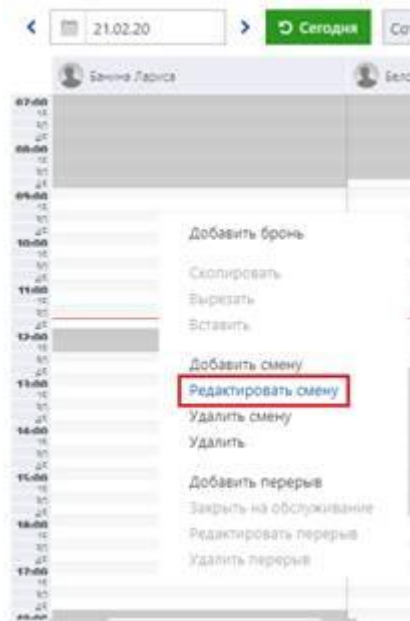 21.02.20
Сегодня
Банина Лариса
07:00
08:00
09:00
10:00
11:00
12:00
13:00
14:00
15:00
16:00
17:00
Добавить бронь
Скопировать
Вырезать
Вставить
Добавить смену
Редактировать смену
Удалить смену
Удалить
Добавить перерыв
Закрыть на обслуживание
Редактировать перерыв
Удалить перерыв